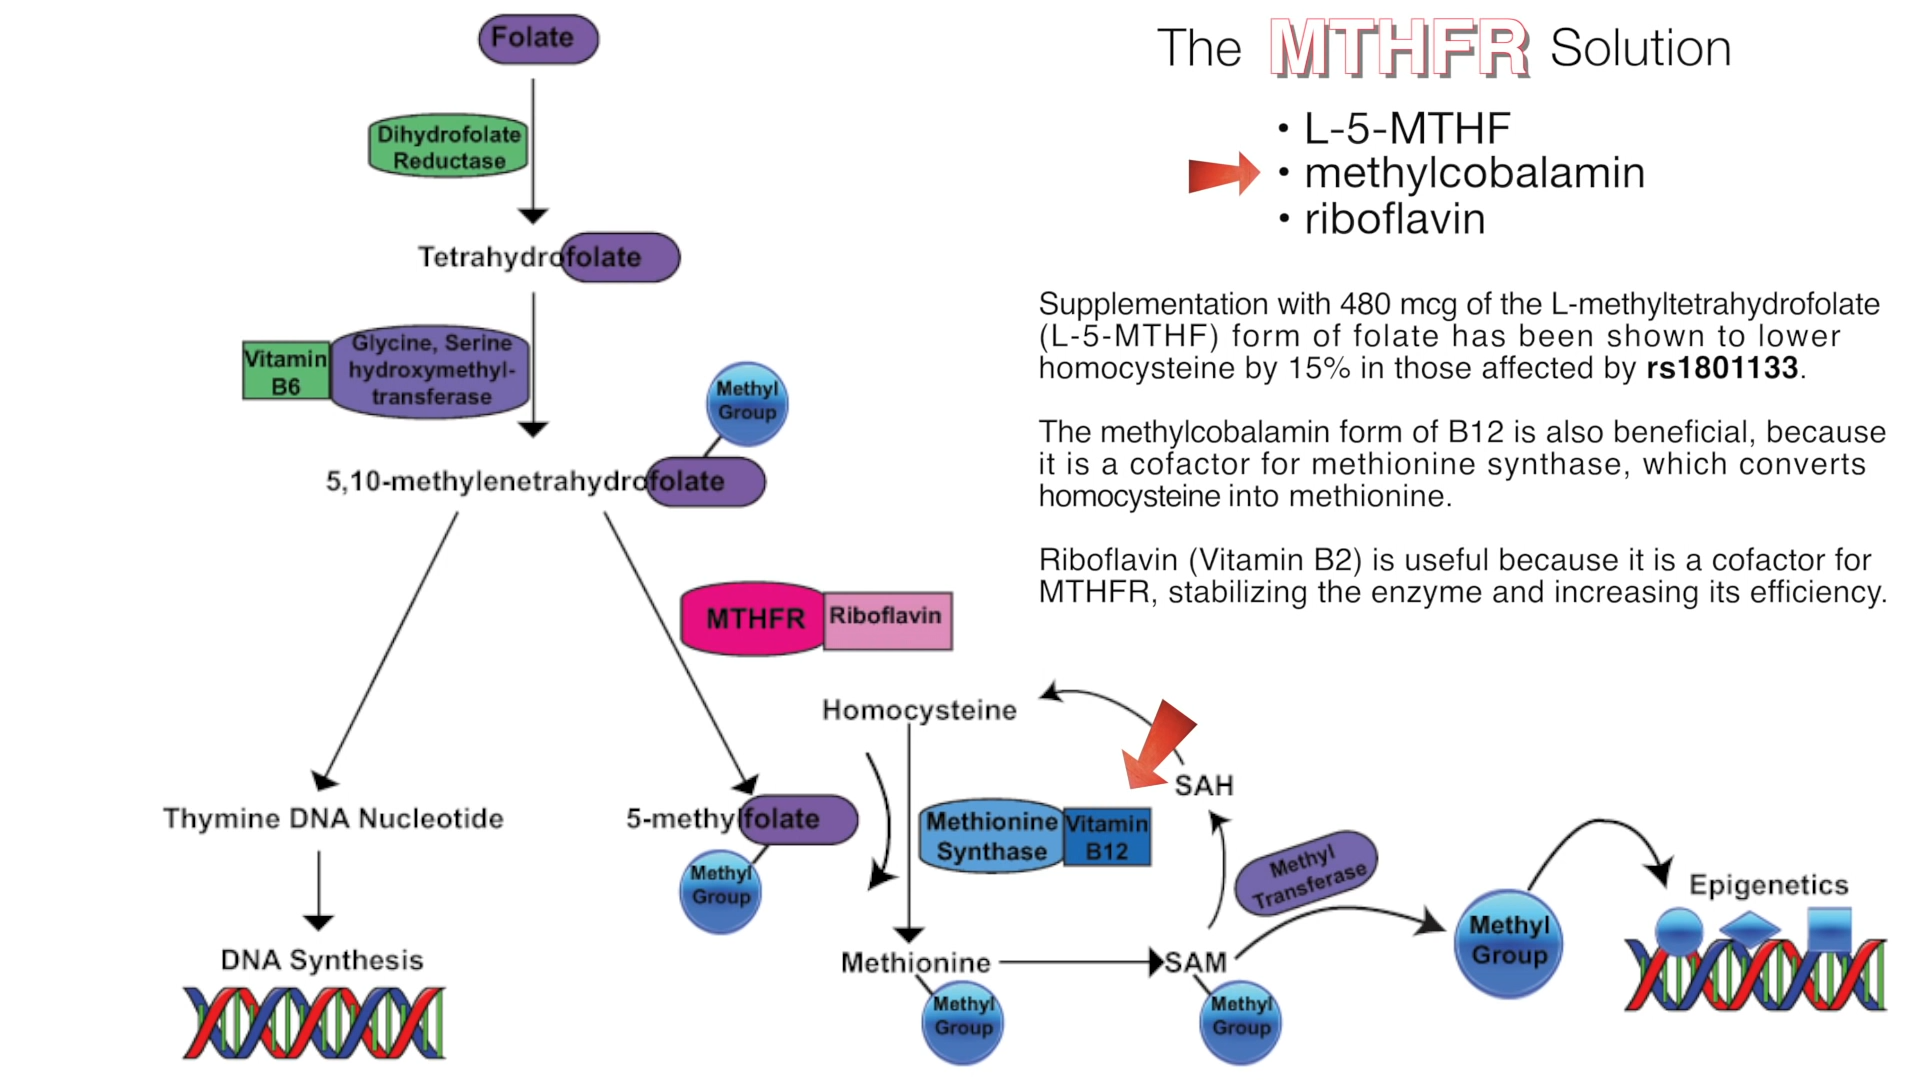 The MTHFR Solution
• L-5-MTHF
• methylcobalamin
• riboflavin
Supplementation with 480 mcg of the L-methyltetrahydrofolate
(L-5-MTHF) form of folate has been shown to lower
homocysteine by 15% in those affected by rs1801133.
The methylcobalamin form of B12 is also beneficial, because
it is a cofactor for methionine synthase, which converts
homocysteine into methionine.
Riboflavin (Vitamin B2) is useful because it is a cofactor for
MTHFR, stabilizing the enzyme and increasing its efficiency.
Folate
Dihydrofolate
Reductase
Tetrahydrofolate
Vitamin
B6
Glycine, Serine
hydroxymethyl-
transferase
Methyl
Group
5,10-methylenetrahydrofolate
MTHFR
Riboflavin
Homocysteine
SAH
Thymine DNA Nucleotide
5-methylfolate
Methyl
Group
Methionine
Synthase
Vitamin
B12
Methyl
Transferase
Methyl
Group
Epigenetics
DNA Synthesis
Methionine
Methyl
Group
SAM
Methyl
Group